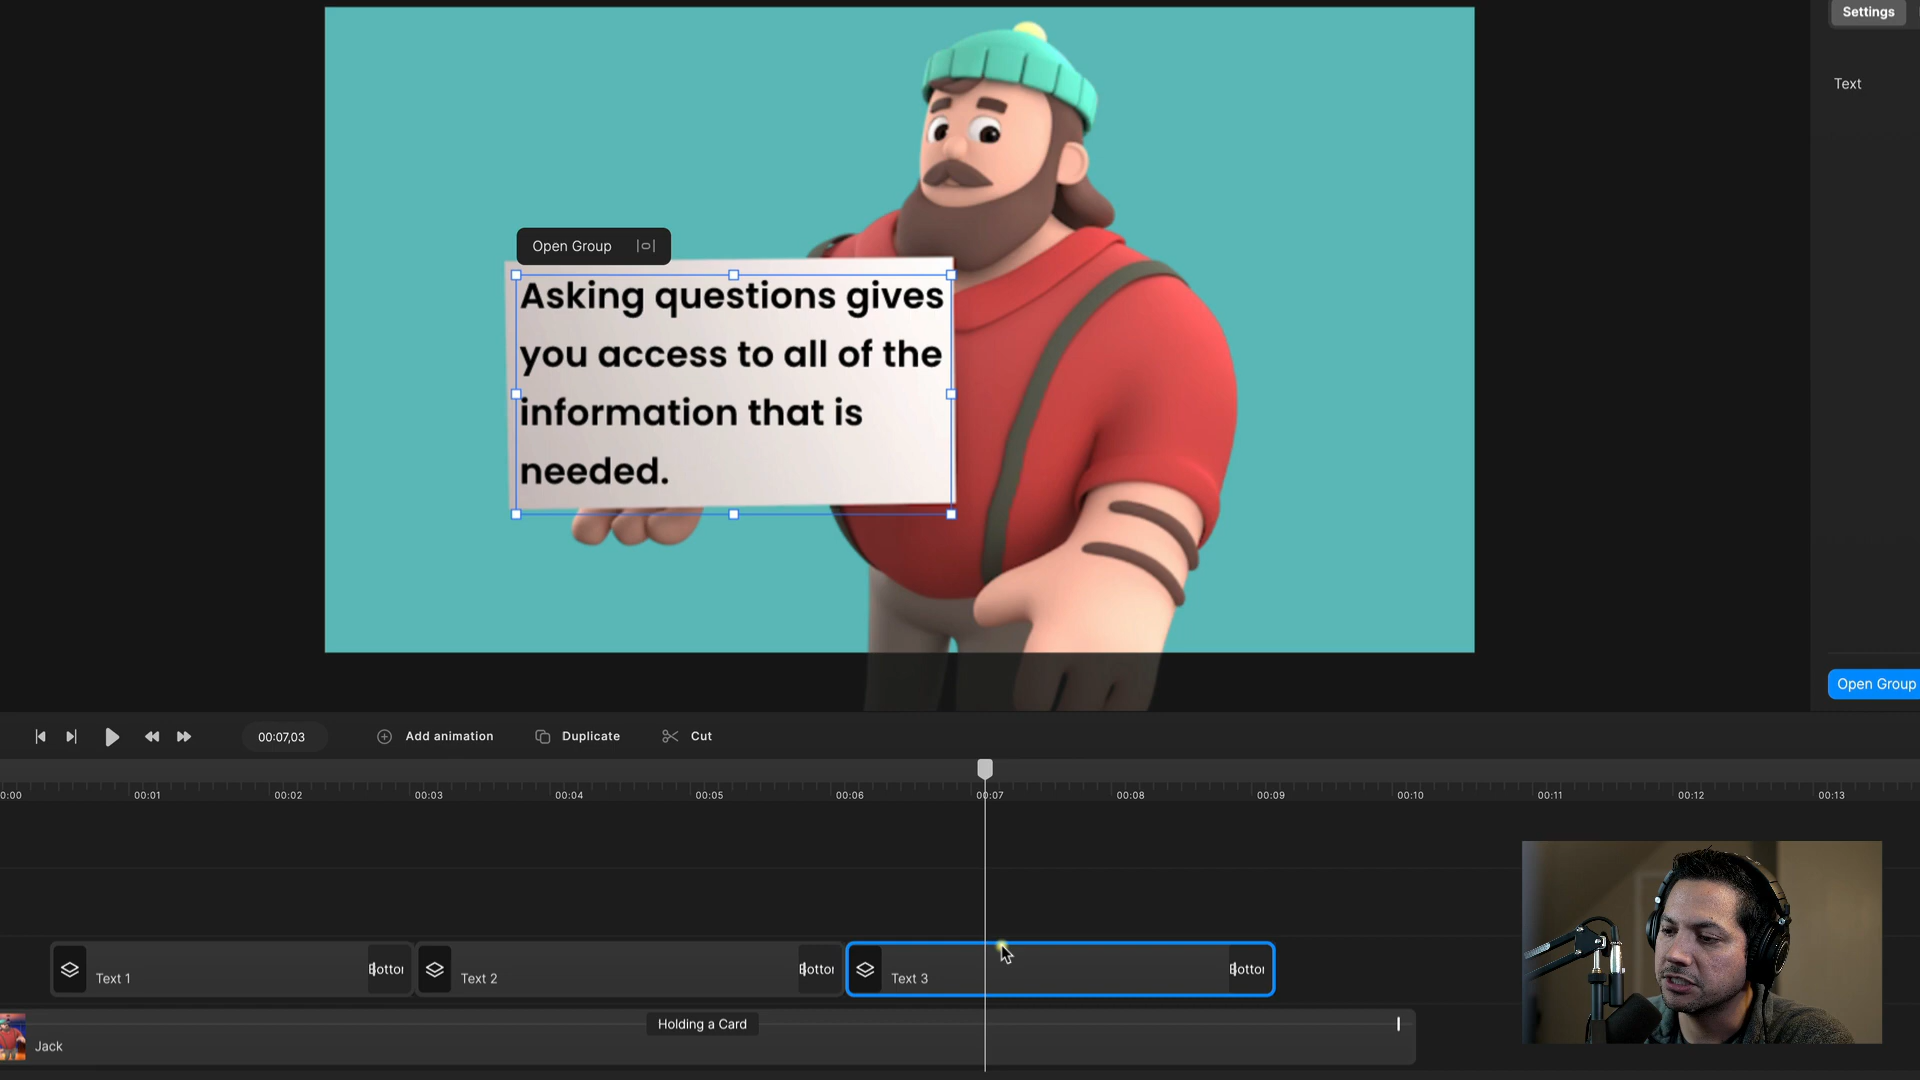 Settings
Text
Open Group
Asking questions gives
you access to all of the
information that is
needed.
Open Group
00:07,03
Add animation
Duplicate
Cut
0:00
00:01
00:02
00:03
00:04
00:05
00:06
00:07
00:08
00:09
00:10
00:11
00:12
00:13
Text 1
Text 2
Text 3
Holding a Card
Jack